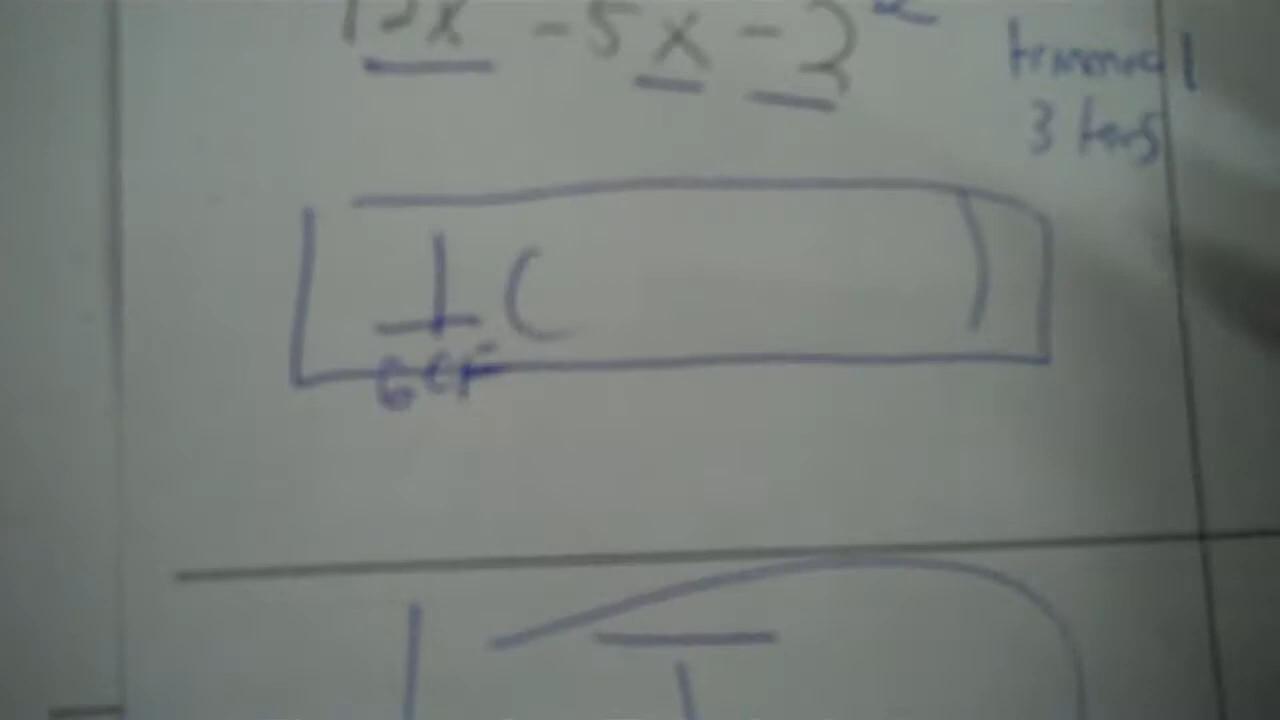 -5x -3
trinomial
3 terms
1 (              )
GCF